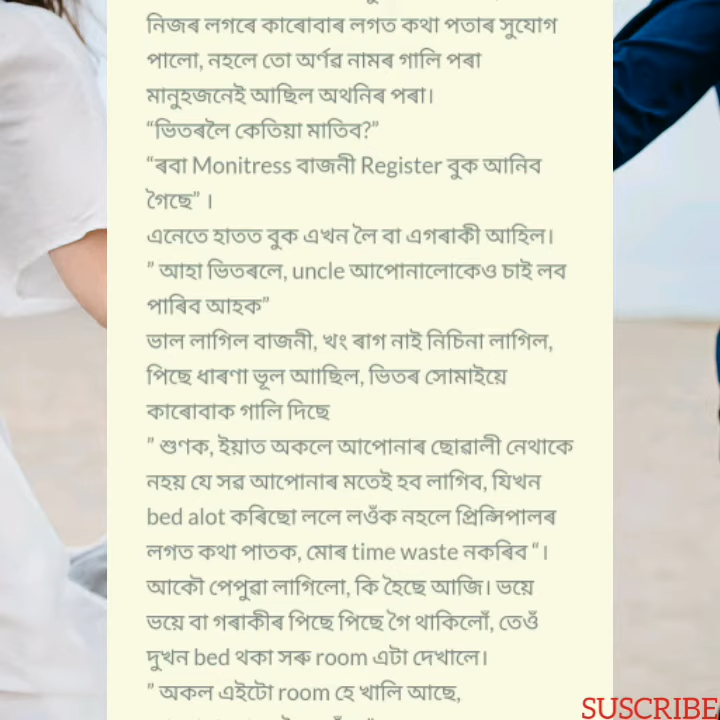 নিজৰ লগৰে কাৰোবাৰ লগত কথা পতাৰ সুযোগ
পালো, নহলে তো অৰ্ণৱ নামৰ গালি পৰা
মানুহজনেই আছিল অথনিৰ পৰা।
“ভিতৰলৈ কেতিয়া মাতিব?”
“ৰবা Monitress বাজনী Register বুক আনিব
গৈছে” ।
এনেতে হাতত বুক এখন লৈ বা এগৰাকী আহিল।
” আহা ভিতৰলে, uncle আপোনালোকেও চাই লব
পাৰিব আহক”
ভাল লাগিল বাজনী, খং ৰাগ নাই নিচিনা লাগিল,
পিছে ধাৰণা ভূল আাছিল, ভিতৰ সোমাইয়ে
কাৰোবাক গালি দিছে
” শুণক, ইয়াত অকলে আপোনাৰ ছোৱালী নেথাকে
নহয় যে সৱ আপোনাৰ মতেই হব লাগিব, যিখন
bed alot কৰিছো ললে লওঁক নহলে প্ৰিন্সিপালৰ
লগত কথা পাতক, মোৰ time waste নকৰিব “।
আকৌ পেপুৱা লাগিলো, কি হৈছে আজি। ভয়ে
ভয়ে বা গৰাকীৰ পিছে পিছে গৈ থাকিলোঁ, তেওঁ
দুখন bed থকা সৰু room এটা দেখালে।
” অকল এইটো room হে খালি আছে,
SUSCRIBE